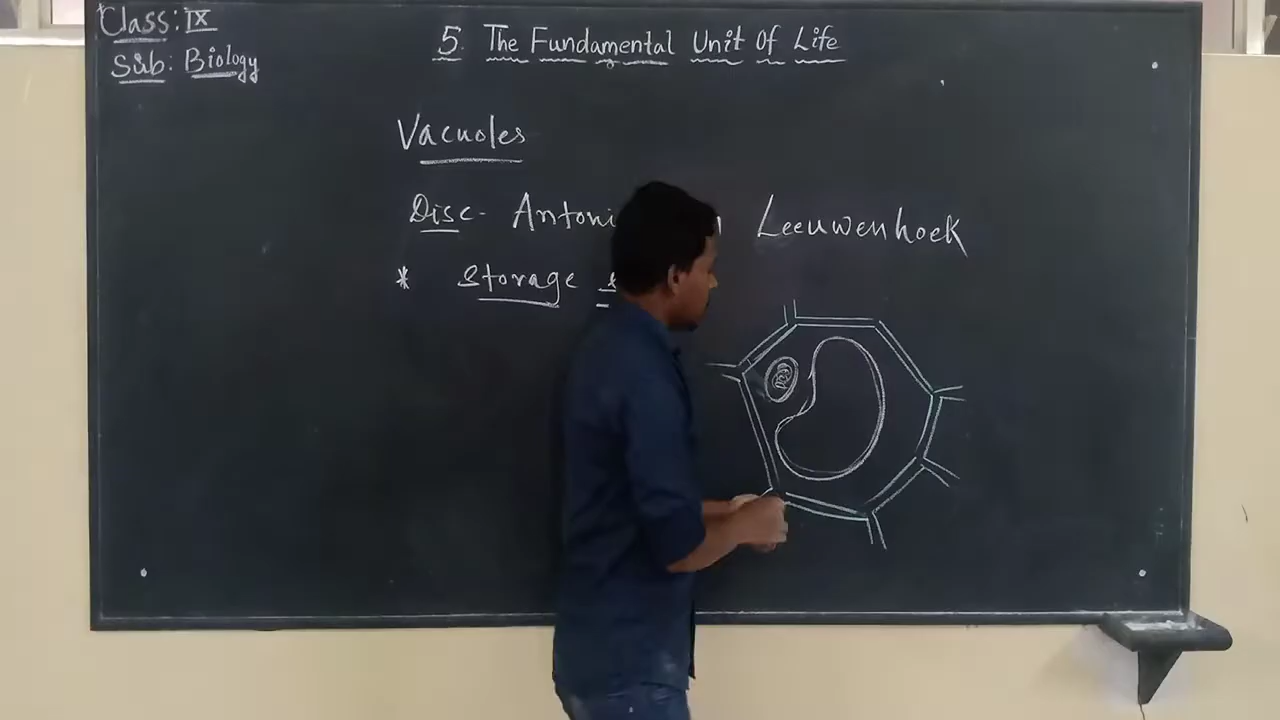 Class: IX
Sub: Biology
5. The Fundamental Unit Of Life
Vacuoles
Disc- Antoni Leeuwenhoek
* Storage